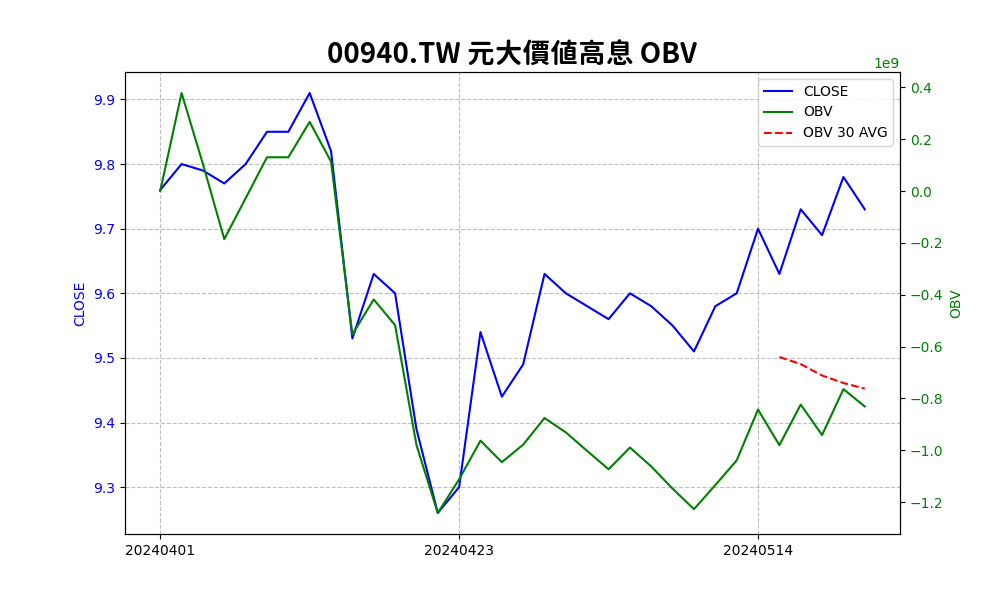 00940.TW 元大價值高息 OBV
1e9
CLOSE
OBV
OBV 30 AVG
9.9
9.8
9.7
9.6
9.5
9.4
9.3
CLOSE
0.4
0.2
0.0
−0.2
−0.4
−0.6
−0.8
−1.0
−1.2
OBV
20240401
20240423
20240514